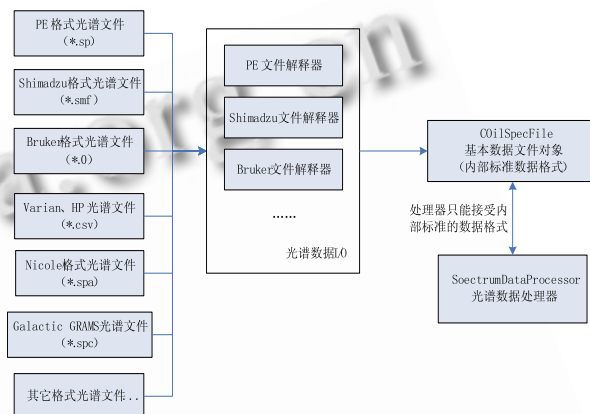 PE格式光谱文件
(*.sp)
Shimadzu格式光谱文件
(*.smf)
Bruker格式光谱文件
(*.0)
Varian、HP光谱文件
(*.csv)
Nicole格式光谱文件
(*.spa)
Galactic GRAMS光谱文件
(*.spc)
其它格式光谱文件..
PE文件解释器
Shimadzu文件解释器
Bruker文件解释器
......
光谱数据I/O
COilSpecFile
基本数据文件对象
(内部标准数据格式)
处理器只能接受内
部标准的数据格式
SoectrumDataProcessor
光谱数据处理器
a.org.cn